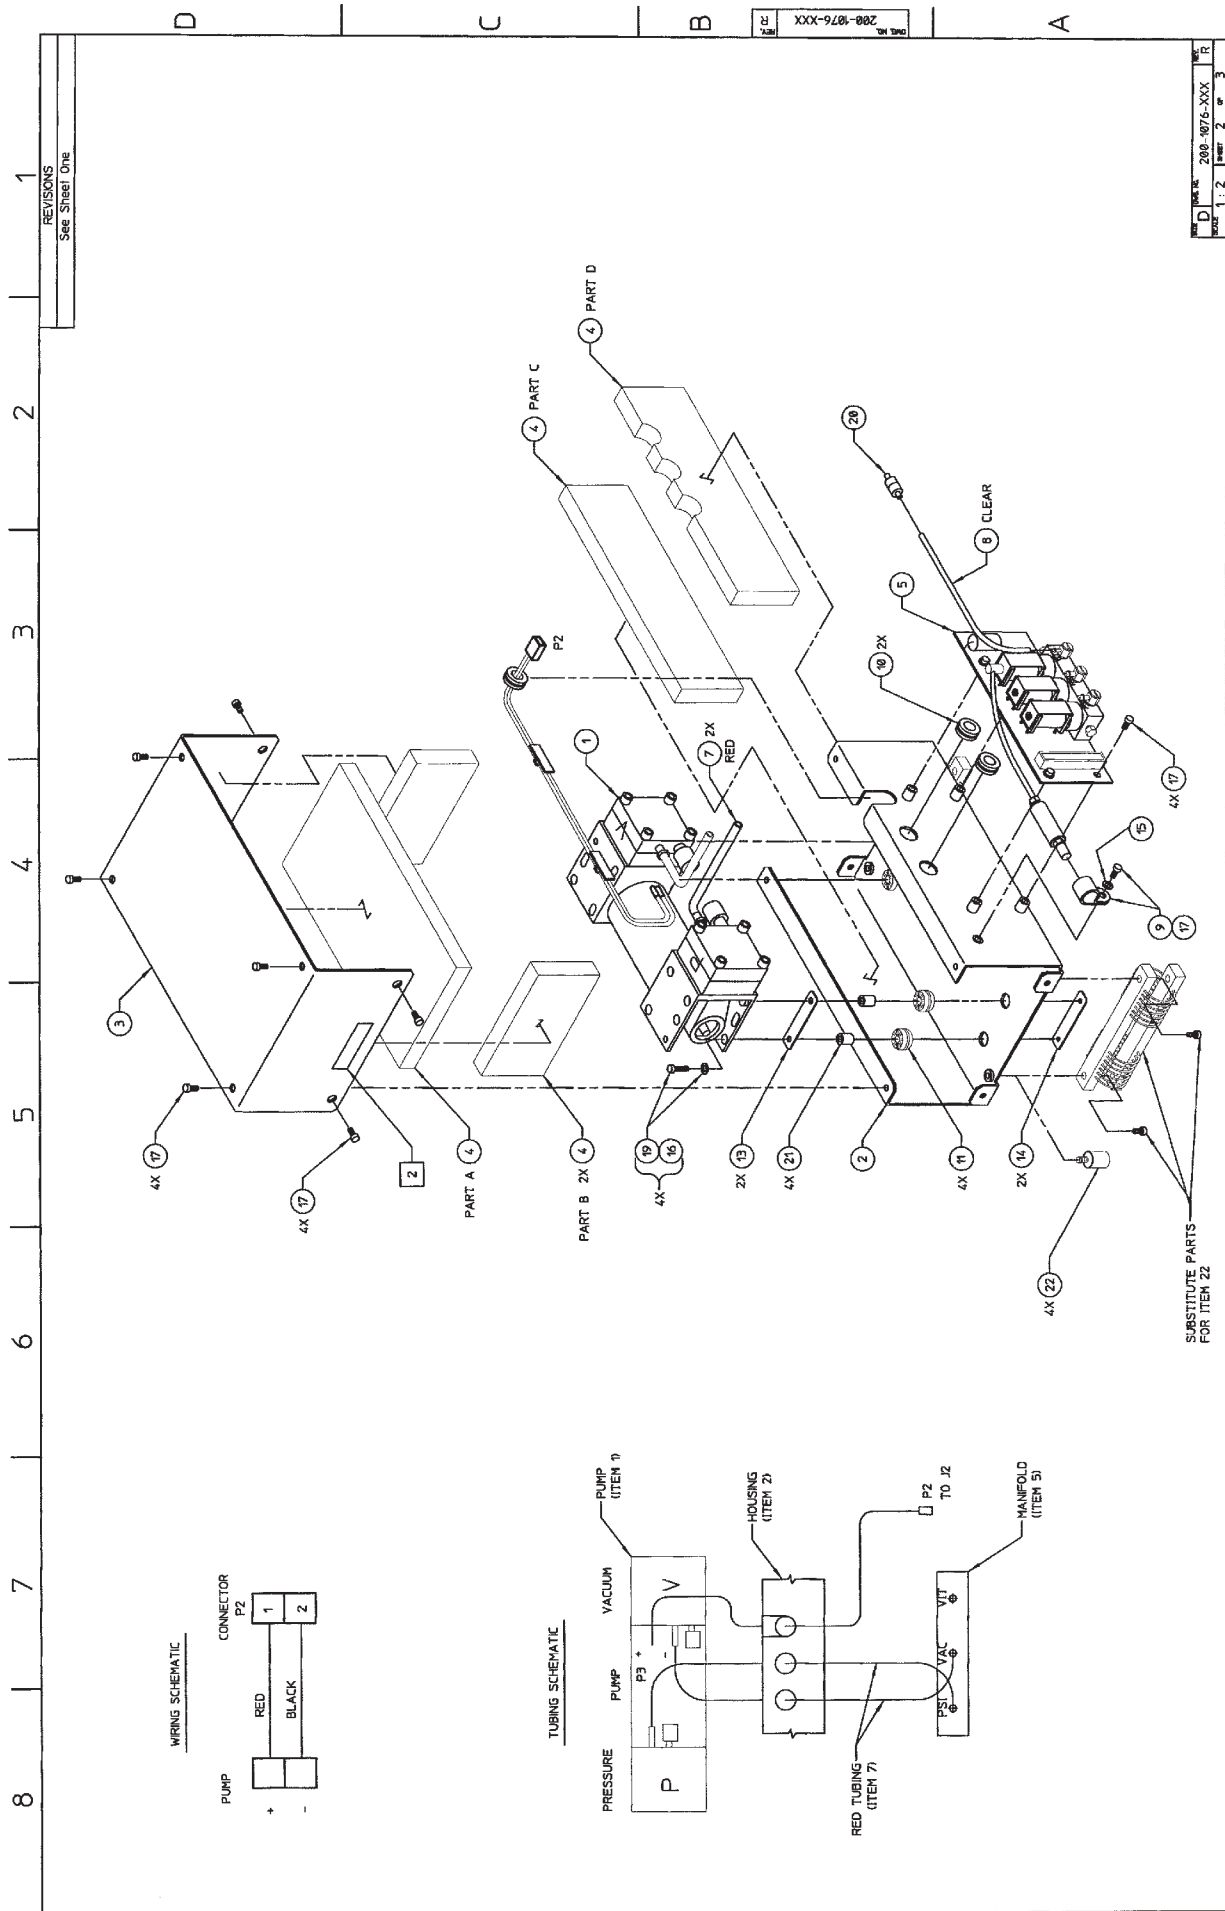 8
7
6
5
4
3
2
1
D
C
B
A
REVISIONS
See Sheet One
DWG. NO.
200-1076-XXX
REV.
R
WIRING SCHEMATIC
PUMP
CONNECTOR
P2
+
RED
1
-
BLACK
2
TUBING SCHEMATIC
PRESSURE
PUMP
VACUUM
P
P3
+
-
V
PUMP
(ITEM 1)
HOUSING
(ITEM 2)
P2
TO J2
RED TUBING
(ITEM 7)
PSI
VAC
VIT
MANIFOLD
(ITEM 5)
4X 17
3
4X 17
2
PART A 4
PART B 2X 4
4 PART C
4 PART D
P2
1
7 2X
RED
19
16
4X
2X 13
4X 21
2
4X 11
2X 14
4X 22
SUBSTITUTE PARTS
FOR ITEM 22
10 2X
5
8 CLEAR
20
4X 17
15
9
17
SIZE
D
DWG. NO.
200-1076-XXX
REV.
R
SCALE
1:2
SHEET 2 OF 3